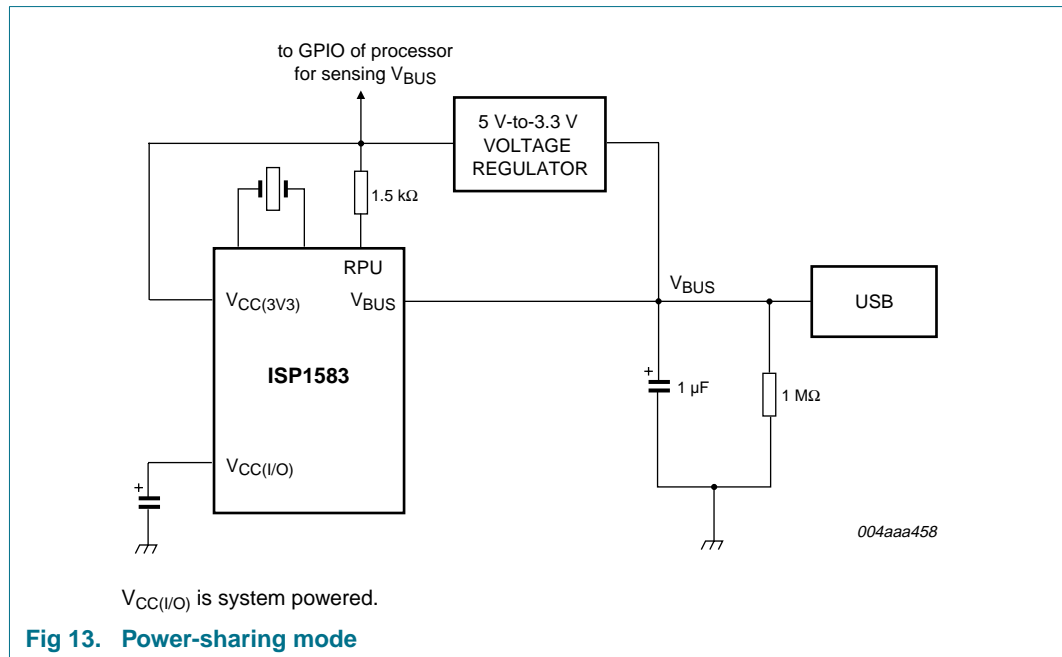 to GPIO of processor
for sensing VBUS
5 V-to-3.3 V
VOLTAGE
REGULATOR
1.5 kΩ
RPU
VBUS
VCC(3V3)
VBUS
USB
ISP1583
+
1 µF
1 MΩ
VCC(I/O)
+
004aaa458
VCC(I/O) is system powered.
Fig 13. Power-sharing mode